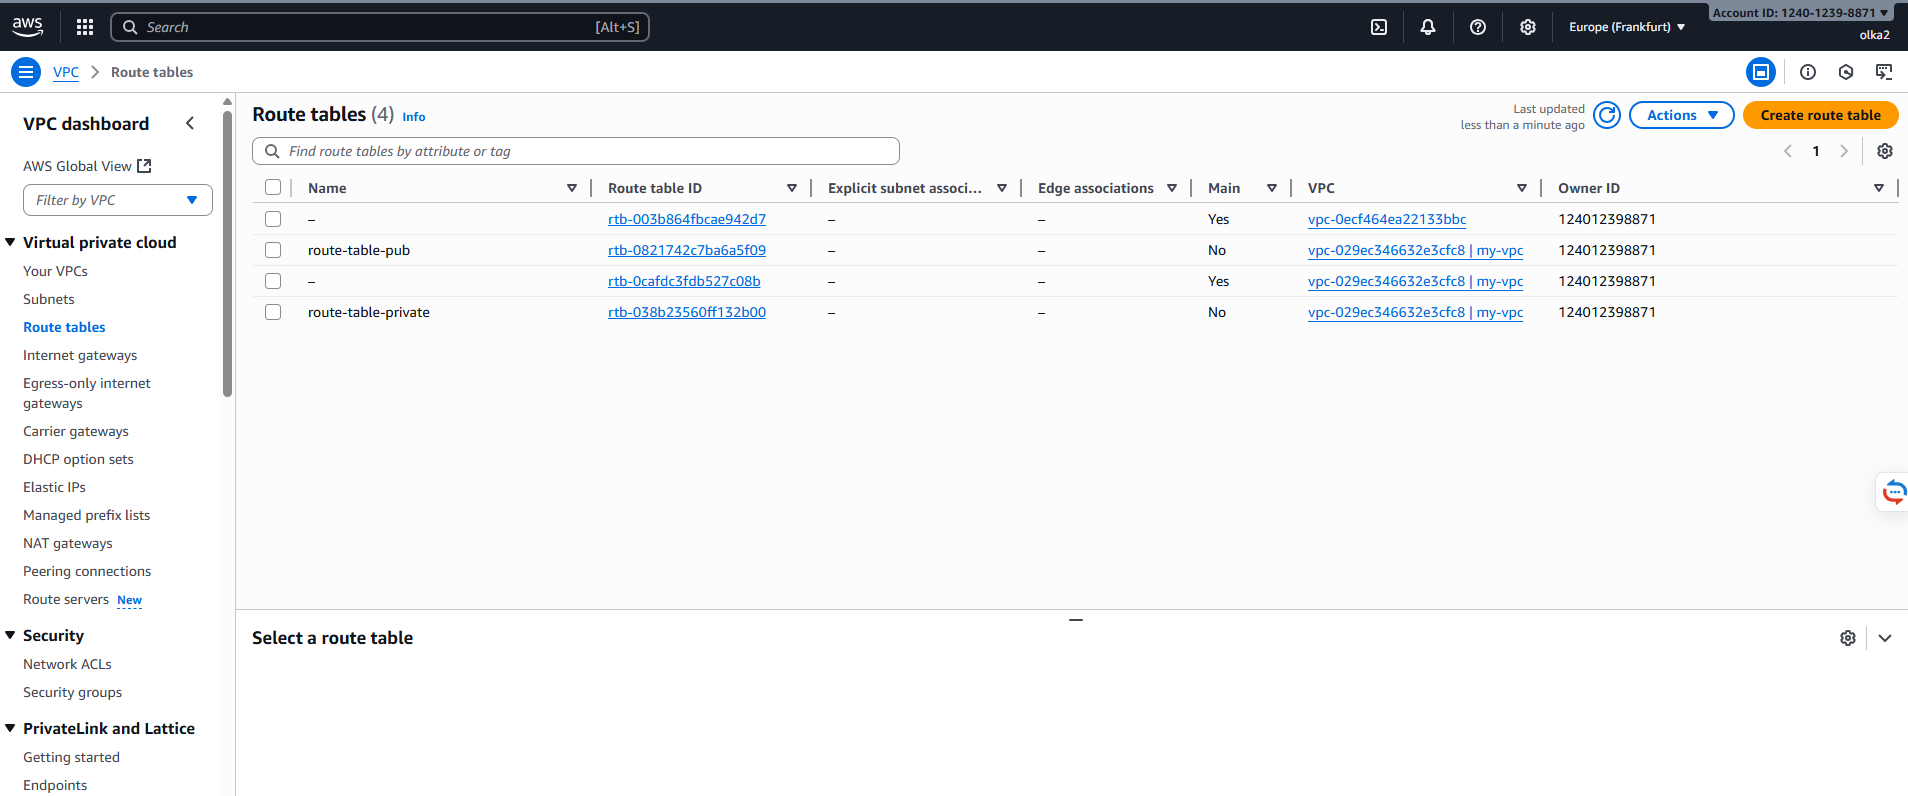 aws
Search [Alt+S]
Europe (Frankfurt)
Account ID: 1240-1239-8871
olka2
VPC Route tables
VPC dashboard
AWS Global View
Filter by VPC
Virtual private cloud
Your VPCs
Subnets
Route tables
Internet gateways
Egress-only internet
gateways
Carrier gateways
DHCP option sets
Elastic IPs
Managed prefix lists
NAT gateways
Peering connections
Route servers New
Security
Network ACLs
Security groups
PrivateLink and Lattice
Getting started
Endpoints
Route tables (4) Info
Last updated
less than a minute ago
Actions
Create route table
Find route tables by attribute or tag
1
Name Route table ID Explicit subnet associ... Edge associations Main VPC Owner ID
– rtb-003b864fbcae942d7 – – Yes vpc-0ecf464ea22133bbc 124012398871
route-table-pub rtb-0821742c7ba6a5f09 – – No vpc-029ec346632e3cfc8 | my-vpc 124012398871
– rtb-0cafdc3fdb527c08b – – Yes vpc-029ec346632e3cfc8 | my-vpc 124012398871
route-table-private rtb-038b23560ff132b00 – – No vpc-029ec346632e3cfc8 | my-vpc 124012398871
Select a route table